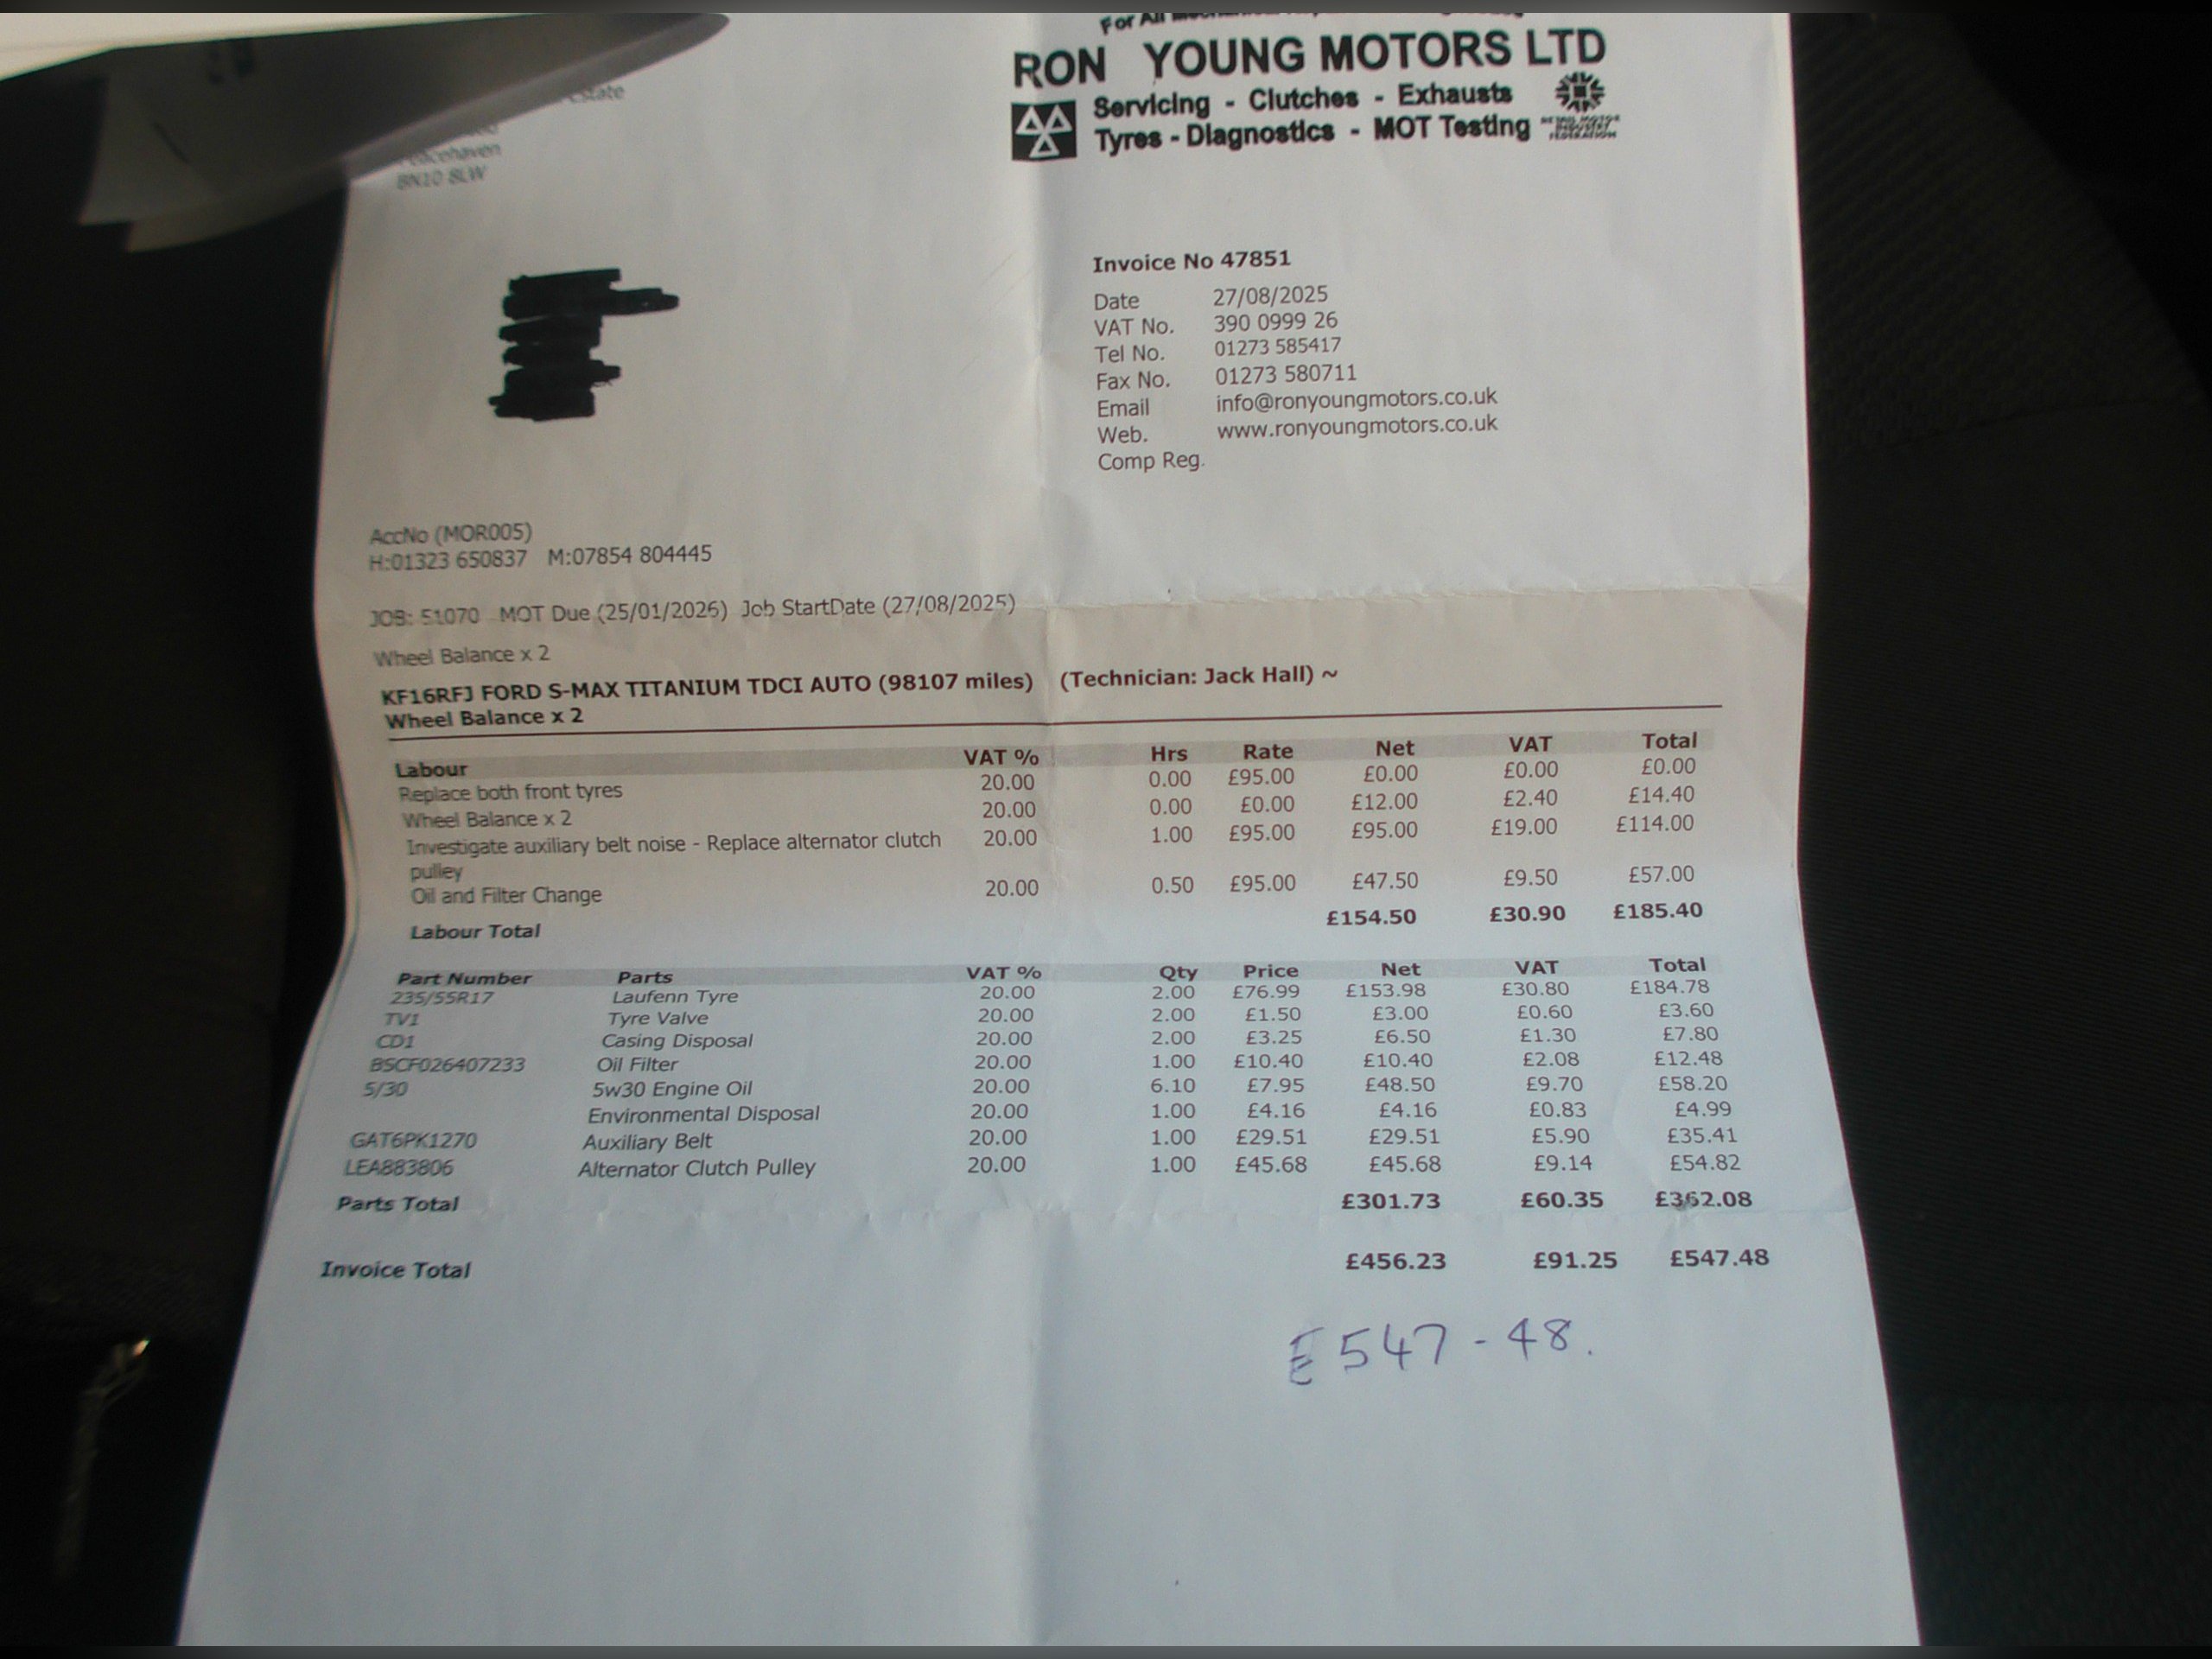 For All
RON YOUNG MOTORS LTD
Servicing - Clutches - Exhausts
Tyres - Diagnostics - MOT Testing
Estate
BN10 8LW
Invoice No 47851
Date 27/08/2025
VAT No. 390 0999 26
Tel No. 01273 585417
Fax No. 01273 580711
Email info@ronyoungmotors.co.uk
Web. www.ronyoungmotors.co.uk
Comp Reg.
AccNo (MOR005)
H:01323 650837 M:07854 804445
JOB: 51070 MOT Due (25/01/2026) Job StartDate (27/08/2025)
Wheel Balance x 2
KF16RFJ FORD S-MAX TITANIUM TDCI AUTO (98107 miles) (Technician: Jack Hall) ~
Wheel Balance x 2
Labour VAT % Hrs Rate Net VAT Total
Replace both front tyres 20.00 0.00 £95.00 £0.00 £0.00 £0.00
Wheel Balance x 2 20.00 0.00 £0.00 £12.00 £2.40 £14.40
Investigate auxiliary belt noise - Replace alternator clutch 20.00 1.00 £95.00 £95.00 £19.00 £114.00
pulley
Oil and Filter Change 20.00 0.50 £95.00 £47.50 £9.50 £57.00
Labour Total £154.50 £30.90 £185.40
Part Number Parts VAT % Qty Price Net VAT Total
235/55R17 Laufenn Tyre 20.00 2.00 £76.99 £153.98 £30.80 £184.78
TV1 Tyre Valve 20.00 2.00 £1.50 £3.00 £0.60 £3.60
CD1 Casing Disposal 20.00 2.00 £3.25 £6.50 £1.30 £7.80
BSCF026407233 Oil Filter 20.00 1.00 £10.40 £10.40 £2.08 £12.48
5/30 5w30 Engine Oil 20.00 6.10 £7.95 £48.50 £9.70 £58.20
Environmental Disposal 20.00 1.00 £4.16 £4.16 £0.83 £4.99
GAT6PK1270 Auxiliary Belt 20.00 1.00 £29.51 £29.51 £5.90 £35.41
LEA883806 Alternator Clutch Pulley 20.00 1.00 £45.68 £45.68 £9.14 £54.82
Parts Total £301.73 £60.35 £362.08
Invoice Total £456.23 £91.25 £547.48
£547-48.